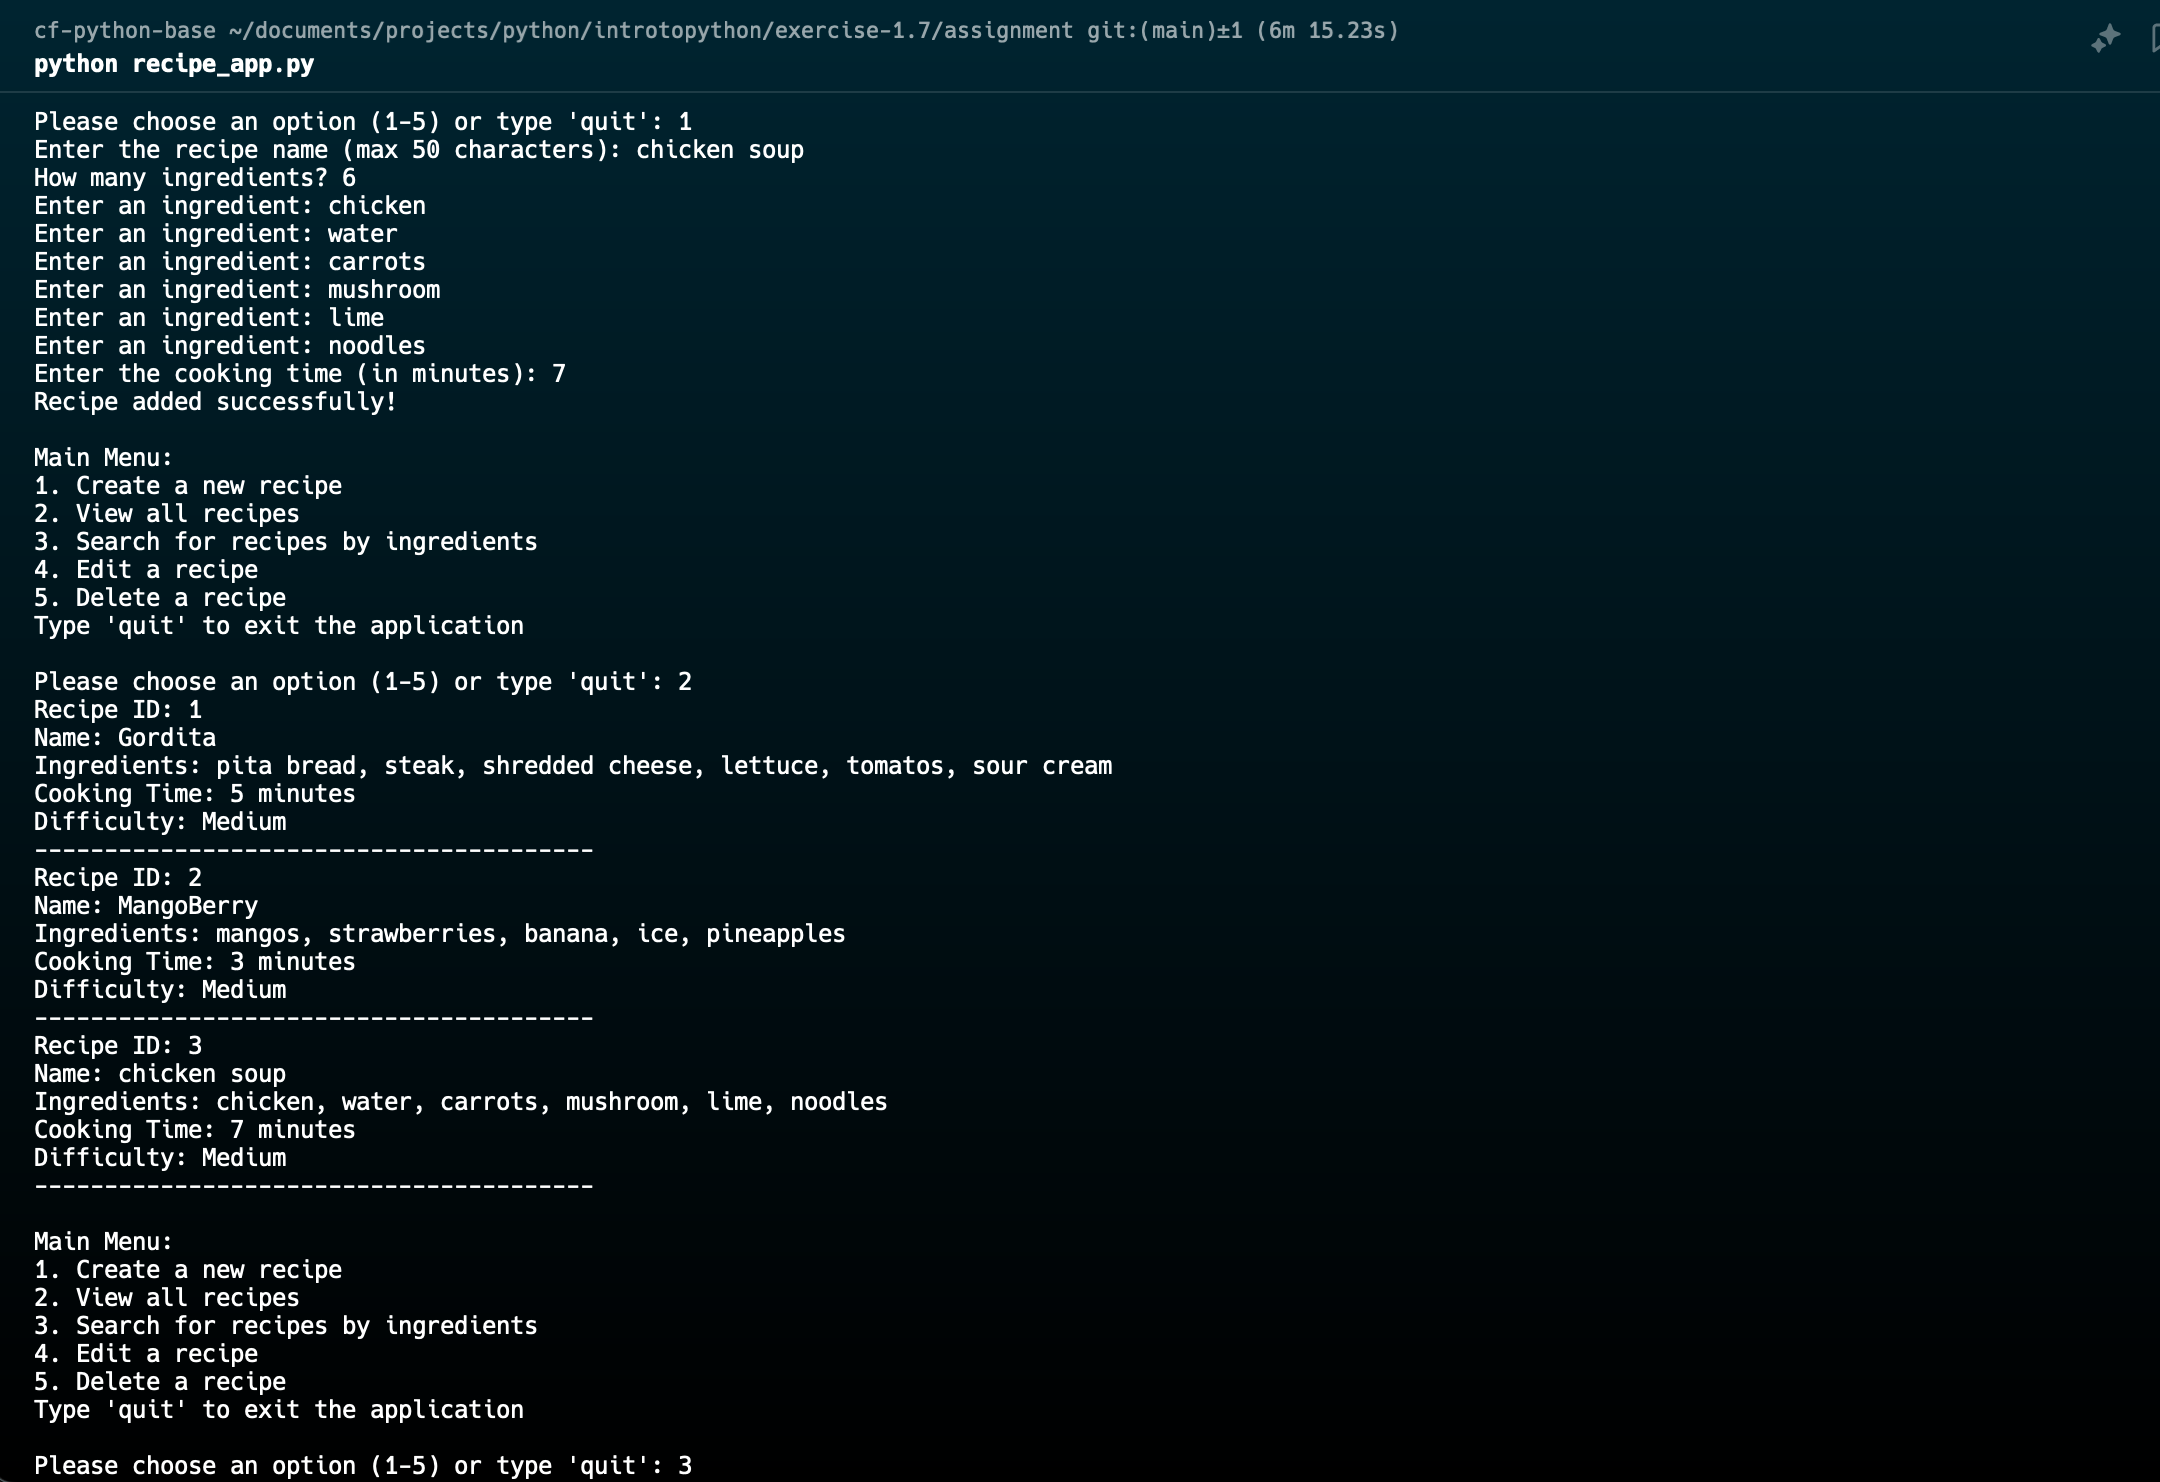 cf-python-base ~/documents/projects/python/introtopython/exercise-1.7/assignment git:(main)±1 (6m 15.23s)
python recipe_app.py
Please choose an option (1-5) or type 'quit': 1
Enter the recipe name (max 50 characters): chicken soup
How many ingredients? 6
Enter an ingredient: chicken
Enter an ingredient: water
Enter an ingredient: carrots
Enter an ingredient: mushroom
Enter an ingredient: lime
Enter an ingredient: noodles
Enter the cooking time (in minutes): 7
Recipe added successfully!
Main Menu:
1. Create a new recipe
2. View all recipes
3. Search for recipes by ingredients
4. Edit a recipe
5. Delete a recipe
Type 'quit' to exit the application
Please choose an option (1-5) or type 'quit': 2
Recipe ID: 1
Name: Gordita
Ingredients: pita bread, steak, shredded cheese, lettuce, tomatos, sour cream
Cooking Time: 5 minutes
Difficulty: Medium
----------------------------------------
Recipe ID: 2
Name: MangoBerry
Ingredients: mangos, strawberries, banana, ice, pineapples
Cooking Time: 3 minutes
Difficulty: Medium
----------------------------------------
Recipe ID: 3
Name: chicken soup
Ingredients: chicken, water, carrots, mushroom, lime, noodles
Cooking Time: 7 minutes
Difficulty: Medium
----------------------------------------
Main Menu:
1. Create a new recipe
2. View all recipes
3. Search for recipes by ingredients
4. Edit a recipe
5. Delete a recipe
Type 'quit' to exit the application
Please choose an option (1-5) or type 'quit': 3